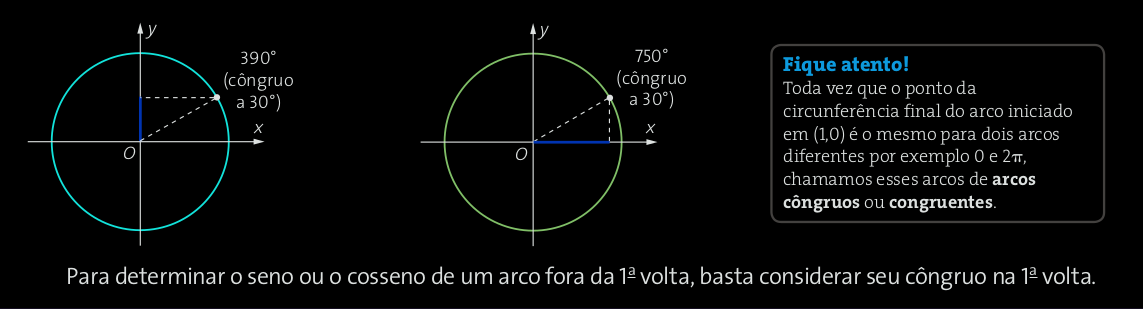 y
390°
(côngruo
a 30°)
x
O
y
750°
(côngruo
a 30°)
x
O
Fique atento!
Toda vez que o ponto da
circunferência final do arco iniciado
em (1,0) é o mesmo para dois arcos
diferentes por exemplo 0 e 2π,
chamamos esses arcos de arcos
côngruos ou congruentes.
Para determinar o seno ou o cosseno de um arco fora da 1ª volta, basta considerar seu côngruo na 1ª volta.